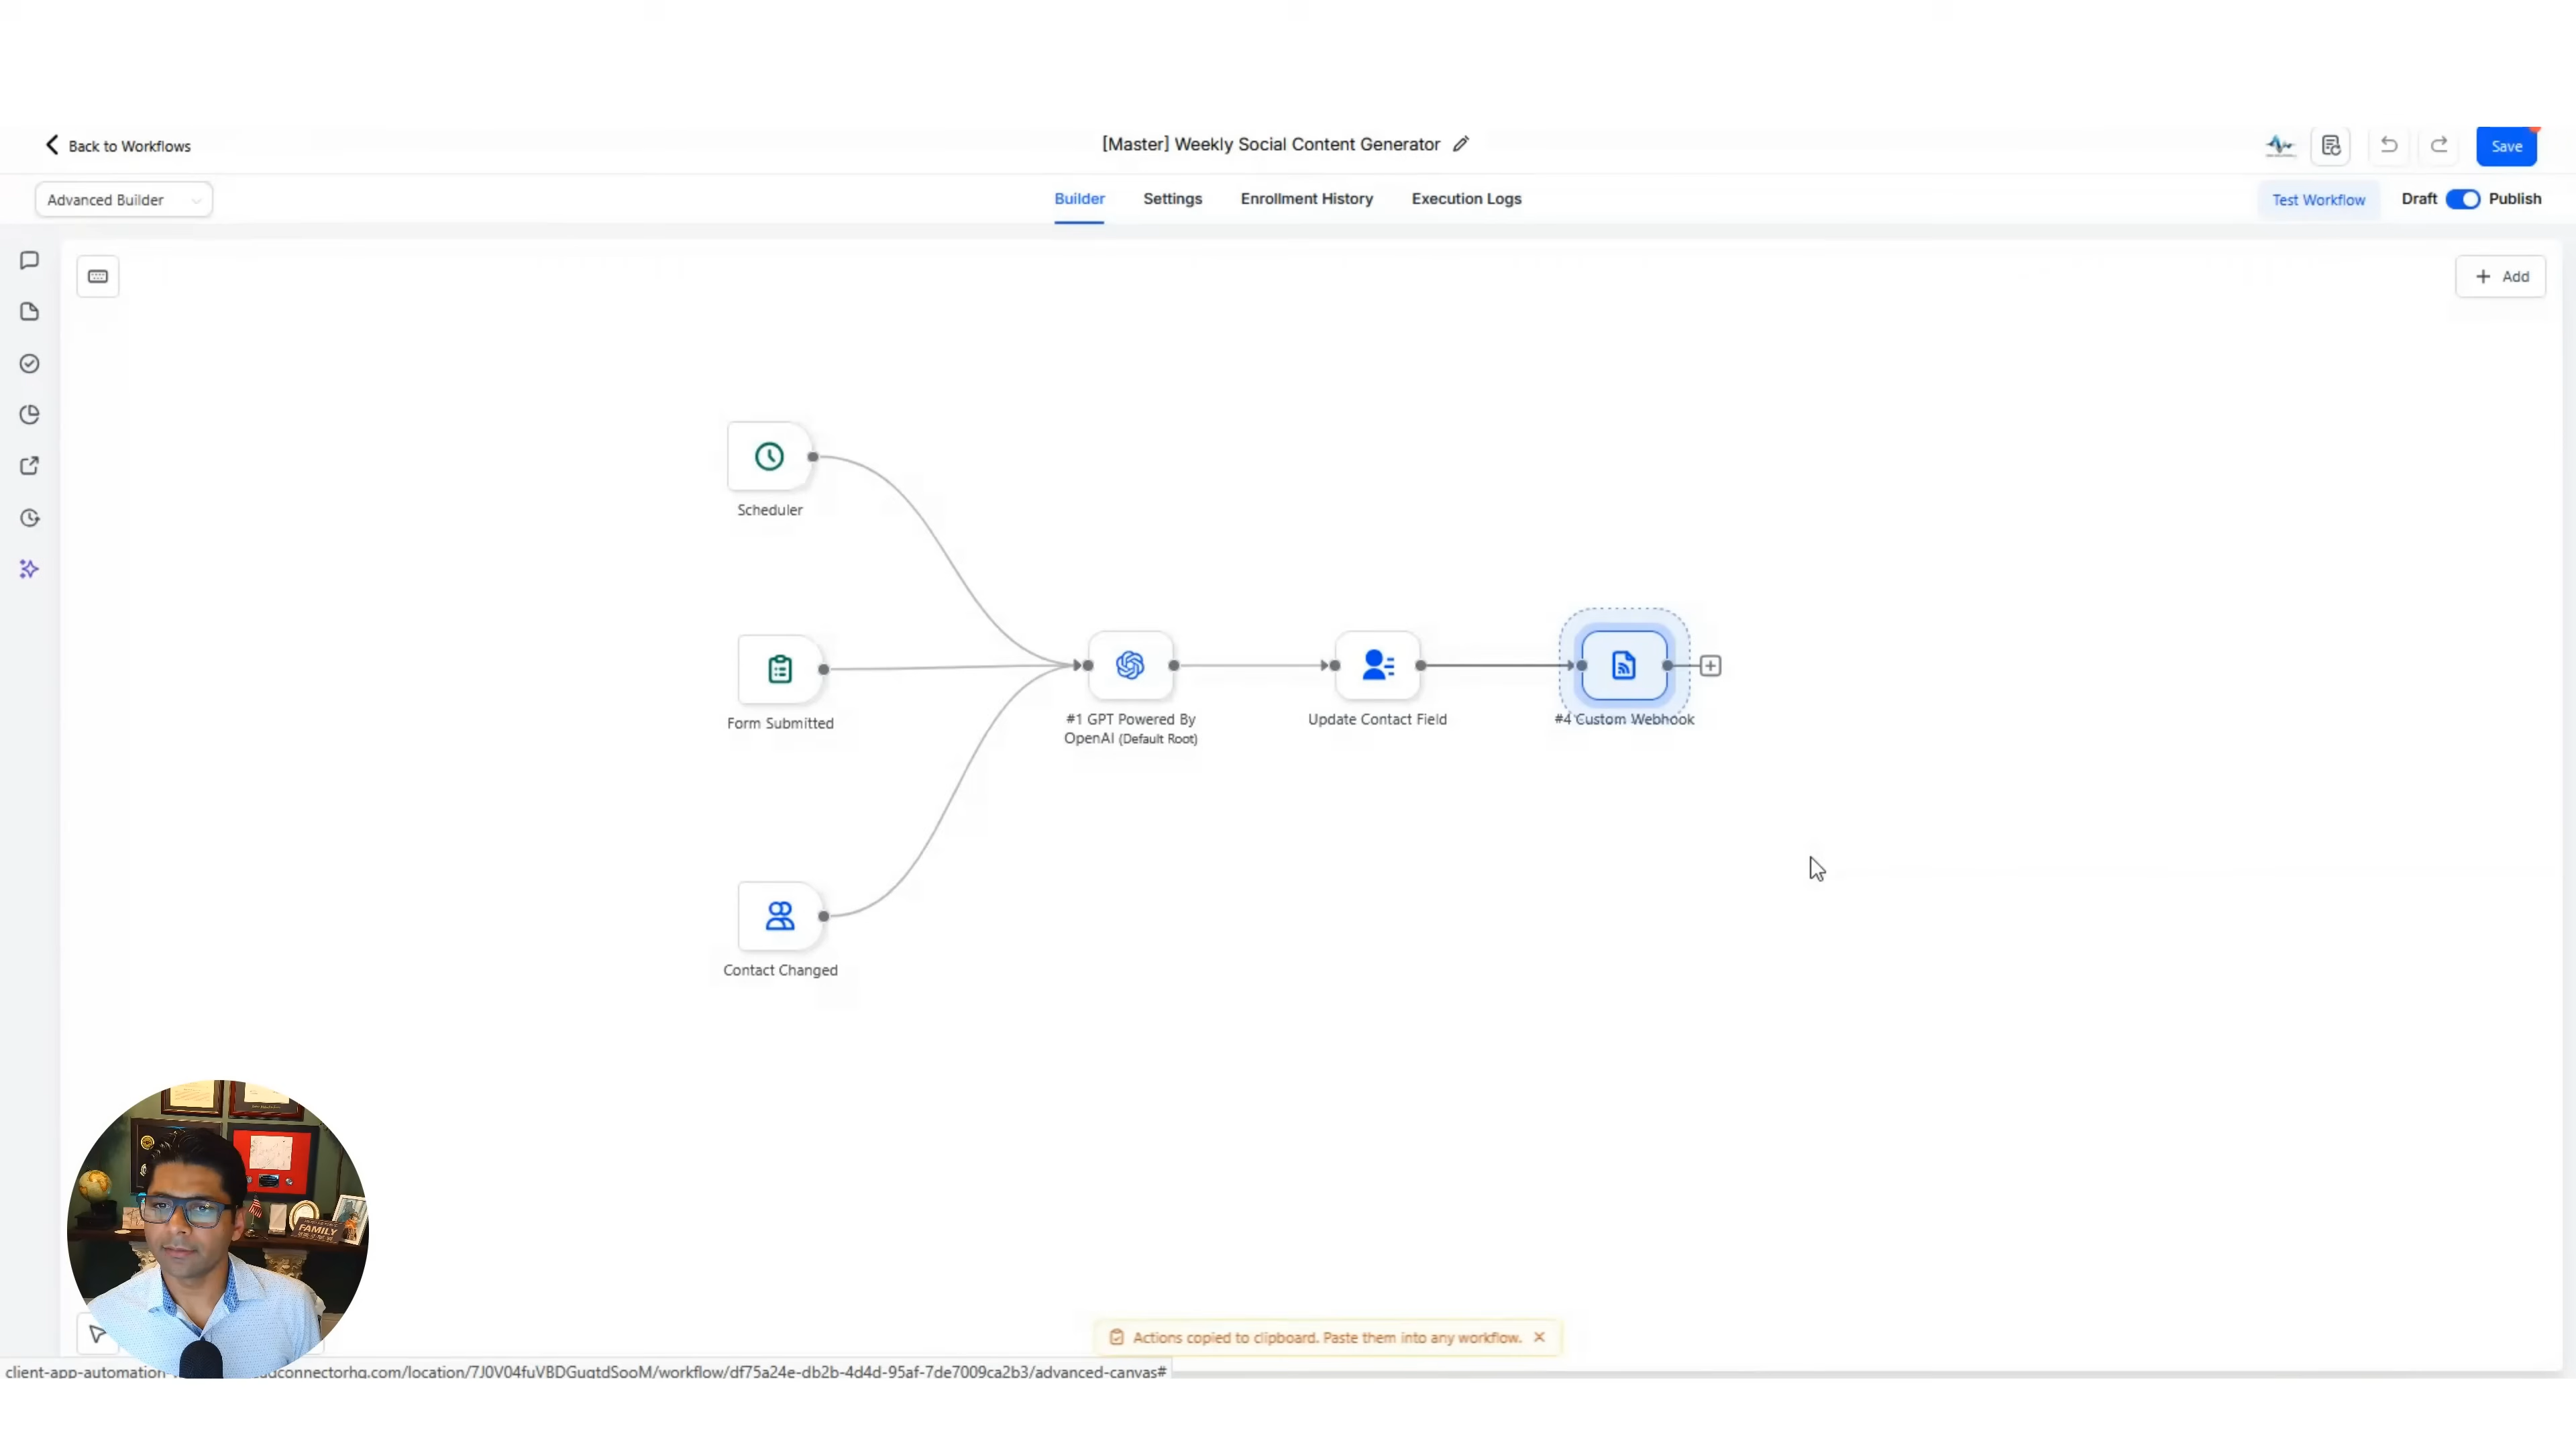 Back to Workflows
[Master] Weekly Social Content Generator
Save
Advanced Builder
Builder
Settings
Enrollment History
Execution Logs
Test Workflow
Draft
Publish
Add
Scheduler
Form Submitted
#1 GPT Powered By
OpenAI (Default Root)
Update Contact Field
#4 Custom Webhook
Contact Changed
FAMILY
Actions copied to clipboard. Paste them into any workflow.
client-app-automation-
dconnectorhq.com/location/7J0V04fuVBDGugtdSooM/workflow/df75a24e-db2b-4d4d-95af-7de7009ca2b3/advanced-canvas#